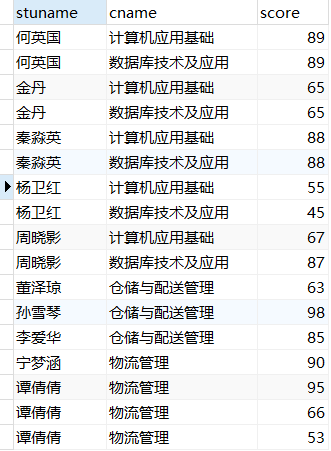 stuname cname score
何英国 计算机应用基础 89
何英国 数据库技术及应用 89
金丹 计算机应用基础 65
金丹 数据库技术及应用 65
秦淼英 计算机应用基础 88
秦淼英 数据库技术及应用 88
杨卫红 计算机应用基础 55
杨卫红 数据库技术及应用 45
周晓影 计算机应用基础 67
周晓影 数据库技术及应用 87
董泽琼 仓储与配送管理 63
孙雪琴 仓储与配送管理 98
李爱华 仓储与配送管理 85
宁梦涵 物流管理 90
谭倩倩 物流管理 95
谭倩倩 物流管理 66
谭倩倩 物流管理 53